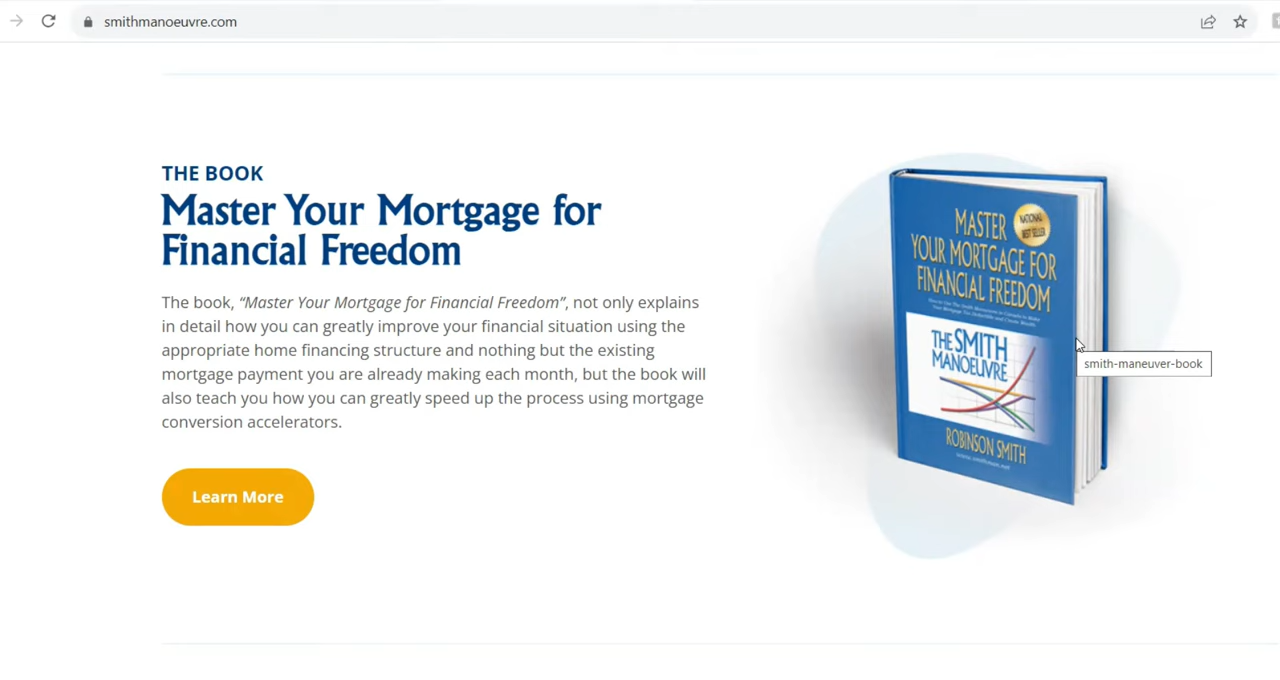 smithmanoeuvre.com
THE BOOK
Master Your Mortgage for
Financial Freedom
The book, “Master Your Mortgage for Financial Freedom”, not only explains
in detail how you can greatly improve your financial situation using the
appropriate home financing structure and nothing but the existing
mortgage payment you are already making each month, but the book will
also teach you how you can greatly speed up the process using mortgage
conversion accelerators.
Learn More
MASTER
YOUR MORTGAGE FOR
FINANCIAL FREEDOM
NATIONAL
BEST SELLER
THE SMITH
MANOEUVRE
ROBINSON SMITH
smith-maneuver-book